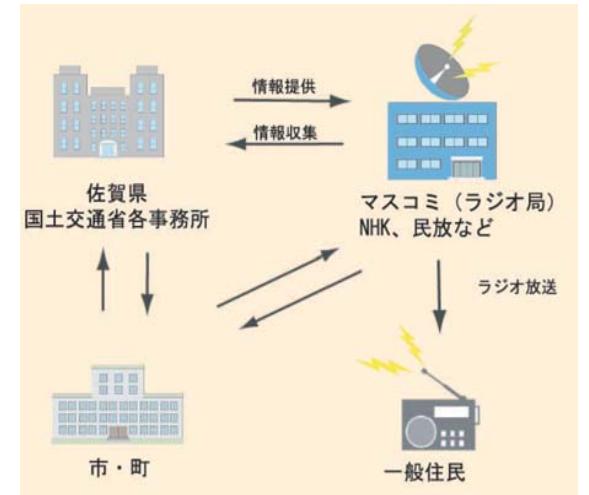 情報提供
情報収集
佐賀県
国土交通省各事務所
マスコミ（ラジオ局）
NHK、民放など
ラジオ放送
市・町
一般住民